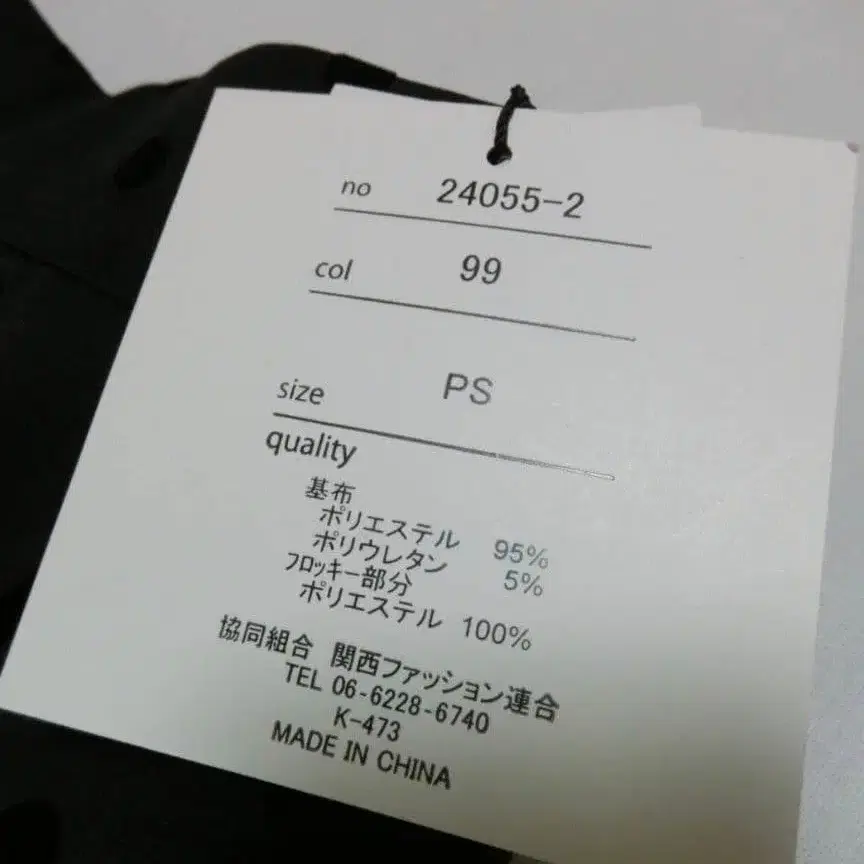 no 24055-2
col 99
size PS
quality
基布
ポリエステル 95%
ポリウレタン 5%
フロッキー部分
ポリエステル 100%
協同組合 関西ファッション連合
TEL 06-6228-6740
K-473
MADE IN CHINA